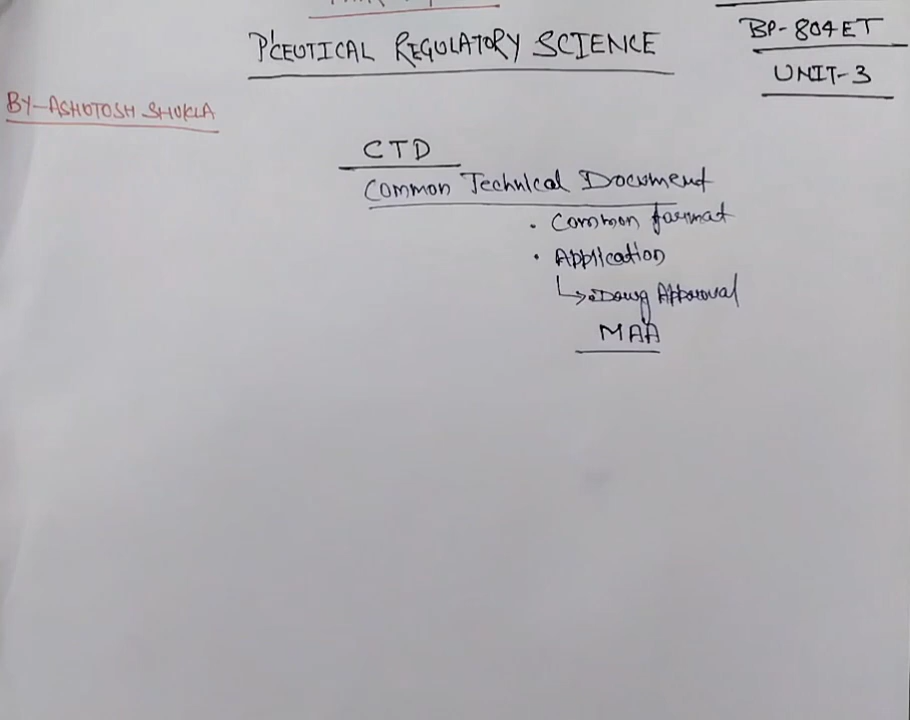 P'CEUTICAL REGULATORY SCIENCE
BP-804ET
UNIT-3
BY-ASHUTOSH SHUKLA
CTD
Common Technical Document
• Common format
• Application
↳ Drug Approval
MAA